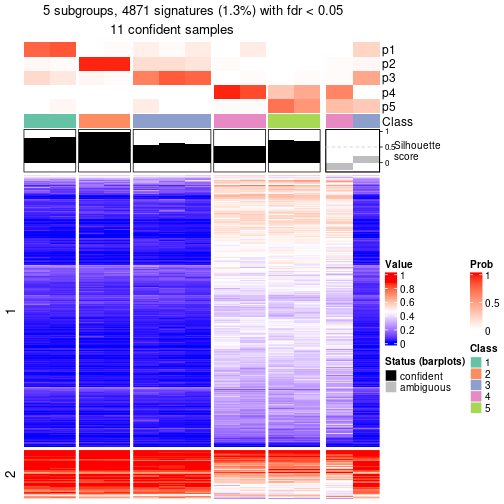 5 subgroups, 4871 signatures (1.3%) with fdr < 0.05
11 confident samples
p1
p2
p3
p4
p5
Class
1
0.5
0
Silhouette
score
1
2
Value
1
0.8
0.6
0.4
0.2
0
Status (barplots)
confident
ambiguous
Prob
1
0.5
0
Class
1
2
3
4
5